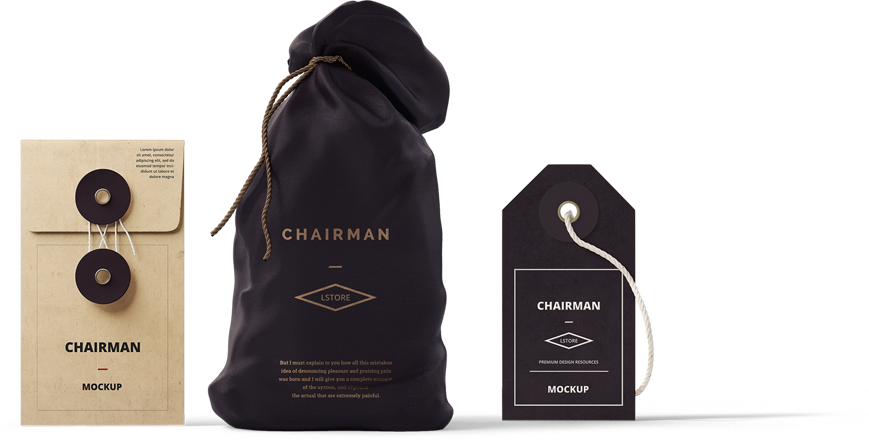 Lorem ipsum dolor
sit amet, consectetur
adipiscing elit, sed do
eiusmod tempor inci-
didunt ut labore et
dolore magna
CHAIRMAN
MOCKUP
CHAIRMAN
LSTORE
But I must explain to you how all this mistaken
idea of denouncing pleasure and praising pain
was born and I will give you a complete
of the system, and
the actual that are extremely painful.
CHAIRMAN
LSTORE
PREMIUM DESIGN RESOURCES
MOCKUP